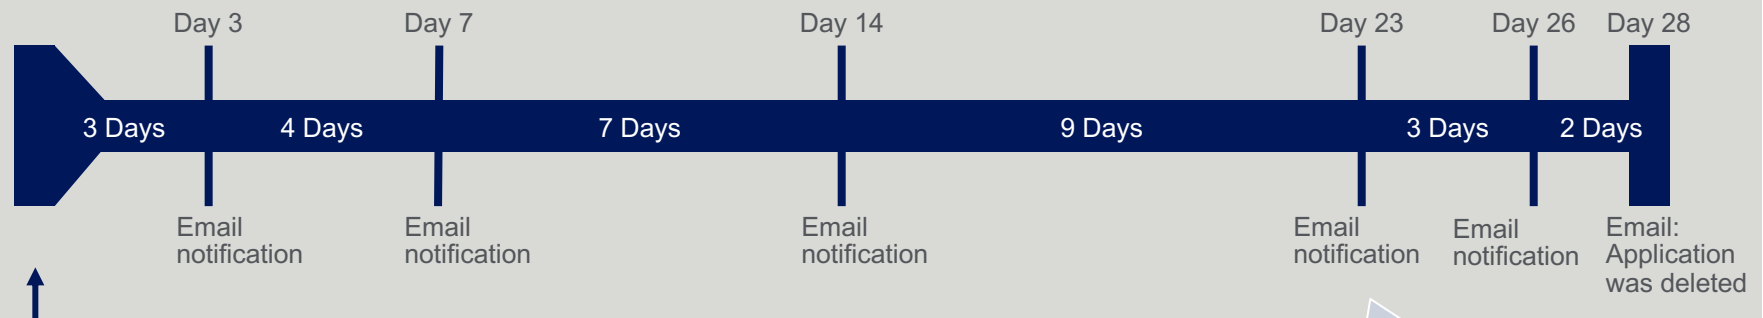 Day 3
Day 7
Day 14
Day 23
Day 26
Day 28
3 Days
4 Days
7 Days
9 Days
3 Days
2 Days
Email
notification
Email
notification
Email
notification
Email
notification
Email
notification
Email:
Application
was deleted